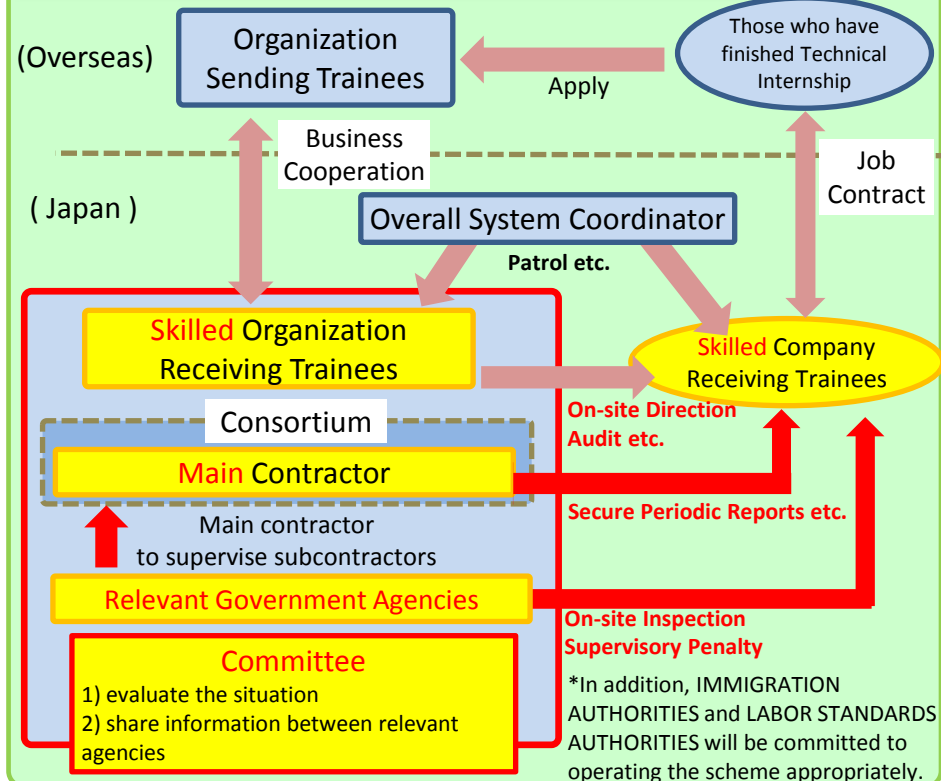 (Overseas)
Organization
Sending Trainees
Apply
Those who have
finished Technical
Internship
Business
Cooperation
Job
Contract
( Japan )
Overall System Coordinator
Patrol etc.
Skilled Organization
Receiving Trainees
Skilled Company
Receiving Trainees
On-site Direction
Audit etc.
Consortium
Main Contractor
Secure Periodic Reports etc.
Main contractor
to supervise subcontractors
Relevant Government Agencies
On-site Inspection
Supervisory Penalty
Committee
1) evaluate the situation
2) share information between relevant
agencies
*In addition, IMMIGRATION
AUTHORITIES and LABOR STANDARDS
AUTHORITIES will be committed to
operating the scheme appropriately.